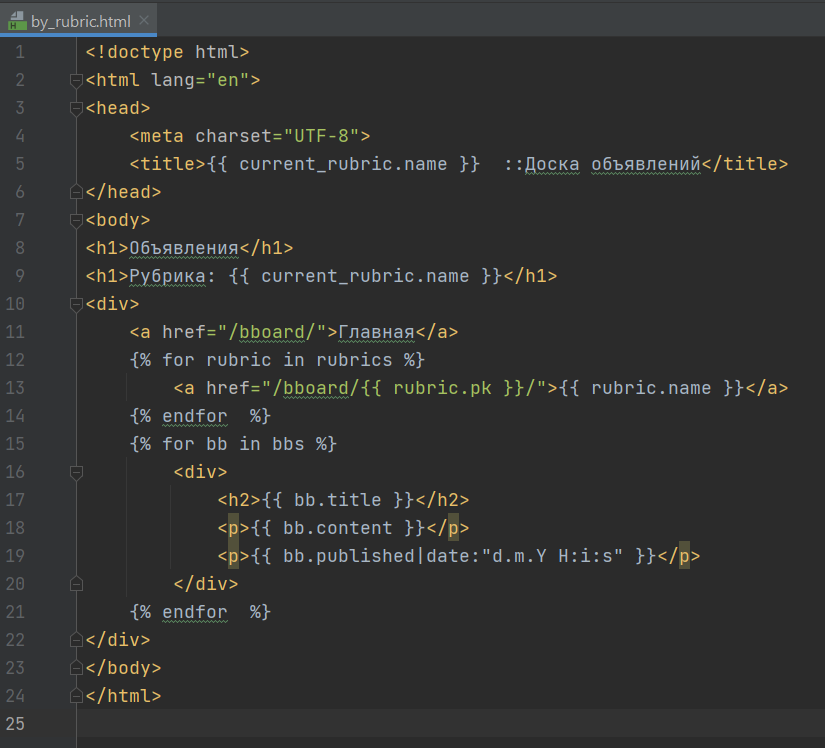 by_rubric.html
1 <!doctype html>
2 <html lang="en">
3 <head>
4     <meta charset="UTF-8">
5     <title>{{ current_rubric.name }}  ::Доска объявлений</title>
6 </head>
7 <body>
8 <h1>Объявления</h1>
9 <h1>Рубрика: {{ current_rubric.name }}</h1>
10 <div>
11     <a href="/bboard/">Главная</a>
12     {% for rubric in rubrics %}
13         <a href="/bboard/{{ rubric.pk }}/">{{ rubric.name }}</a>
14     {% endfor  %}
15     {% for bb in bbs %}
16         <div>
17             <h2>{{ bb.title }}</h2>
18             <p>{{ bb.content }}</p>
19             <p>{{ bb.published|date:"d.m.Y H:i:s" }}</p>
20         </div>
21     {% endfor  %}
22 </div>
23 </body>
24 </html>
25